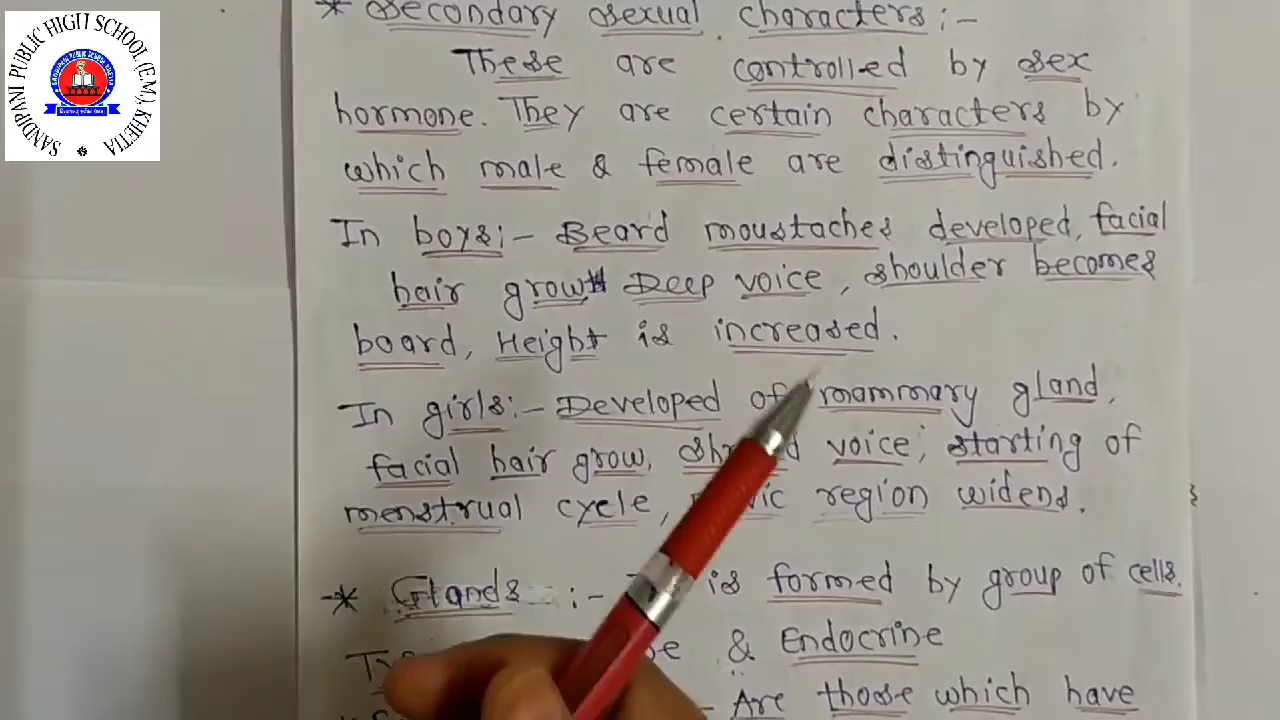 SANDIPANI PUBLIC HIGH SCHOOL (E.M), KHETIA
* Secondary sexual characters :-
These are controlled by sex
hormone. They are certain characters by
which male & female are distinguished.
In boys :- Beard moustaches developed, facial
hair grow Deep voice, shoulder becomes
board, Height is increased.
In girls :- Developed of mammary gland,
facial hair grow, voice, starting of
menstrual cycle, region widens.
* Glands :- is formed by group of cells.
& Endocrine
- Are those which have